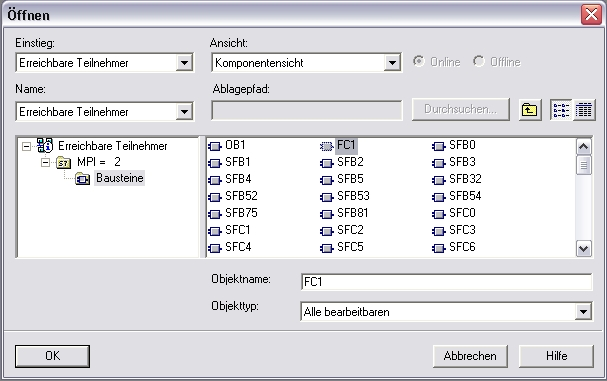 Öffnen
Einstieg: Ansicht:
Erreichbare Teilnehmer Komponentensicht Online Offline
Name: Ablagepfad:
Erreichbare Teilnehmer Durchsuchen...
Erreichbare Teilnehmer
MPI = 2
Bausteine
OB1 FC1 SFB0
SFB1 SFB2 SFB3
SFB4 SFB5 SFB32
SFB52 SFB53 SFB54
SFB75 SFB81 SFC0
SFC1 SFC2 SFC3
SFC4 SFC5 SFC6
Objektname: FC1
Objekttyp: Alle bearbeitbaren
OK Abbrechen Hilfe